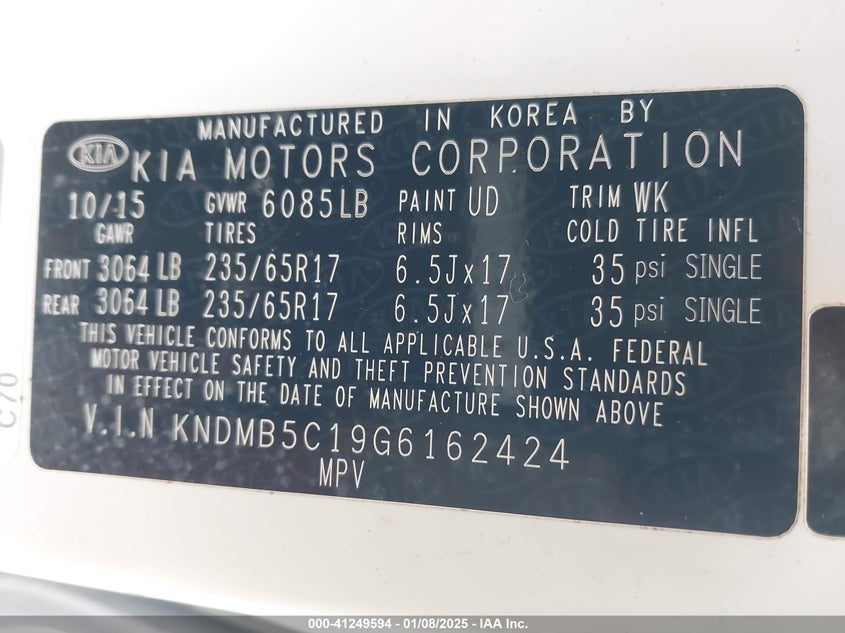 MANUFACTURED IN KOREA BY
KIA KIA MOTORS CORPORATION
10/15 GVWR 6085LB PAINT UD TRIM WK
GAWR TIRES RIMS COLD TIRE INFL
FRONT 3064 LB 235/65R17 6.5Jx17 35 psi SINGLE
REAR 3064 LB 235/65R17 6.5Jx17 35 psi SINGLE
THIS VEHICLE CONFORMS TO ALL APPLICABLE U.S.A. FEDERAL
MOTOR VEHICLE SAFETY AND THEFT PREVENTION STANDARDS
IN EFFECT ON THE DATE OF MANUFACTURE SHOWN ABOVE
V.I.N KNDMB5C19G6162424
MPV
C70
000-41249594 - 01/08/2025 - IAA Inc.